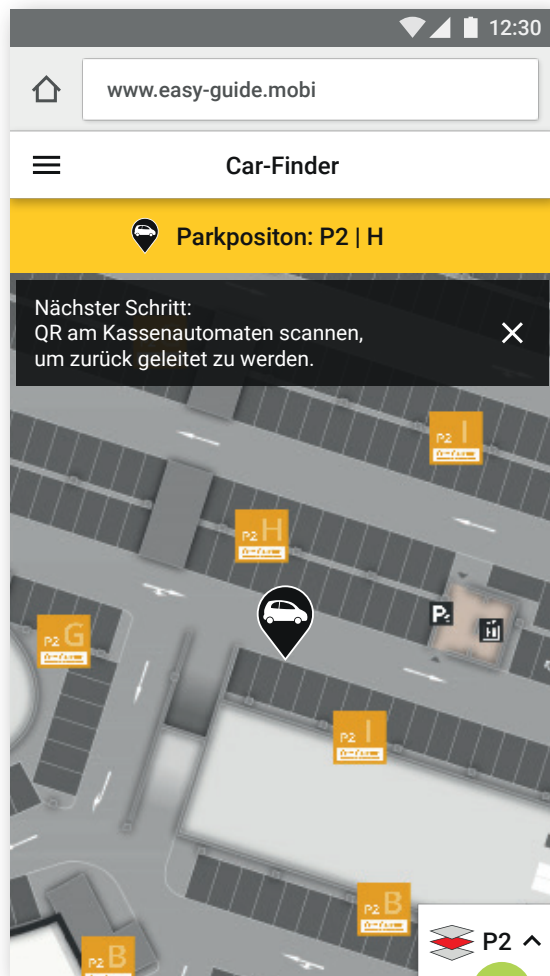 12:30
www.easy-guide.mobi
Car-Finder
Parkpositon: P2 | H
Nächster Schritt:
QR am Kassenautomaten scannen,
um zurück geleitet zu werden.
P2 I
P2 H
P
P2 G
P2 I
P2 B
P2
P2 B